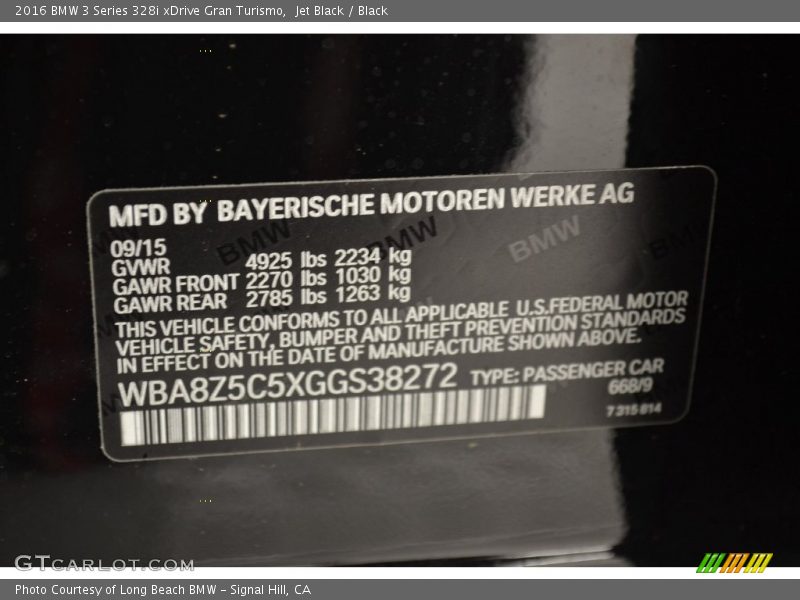 2016 BMW 3 Series 328i xDrive Gran Turismo, Jet Black / Black
MFD BY BAYERISCHE MOTOREN WERKE AG
09/15
GVWR 4925 lbs 2234 kg
GAWR FRONT 2270 lbs 1030 kg
GAWR REAR 2785 lbs 1263 kg
THIS VEHICLE CONFORMS TO ALL APPLICABLE U.S.FEDERAL MOTOR
VEHICLE SAFETY, BUMPER AND THEFT PREVENTION STANDARDS
IN EFFECT ON THE DATE OF MANUFACTURE SHOWN ABOVE.
WBA8Z5C5XGGS38272 TYPE: PASSENGER CAR
668/9
7 315 814
BMW BMW BMW BMW
GTCARLOT.COM
Photo Courtesy of Long Beach BMW - Signal Hill, CA